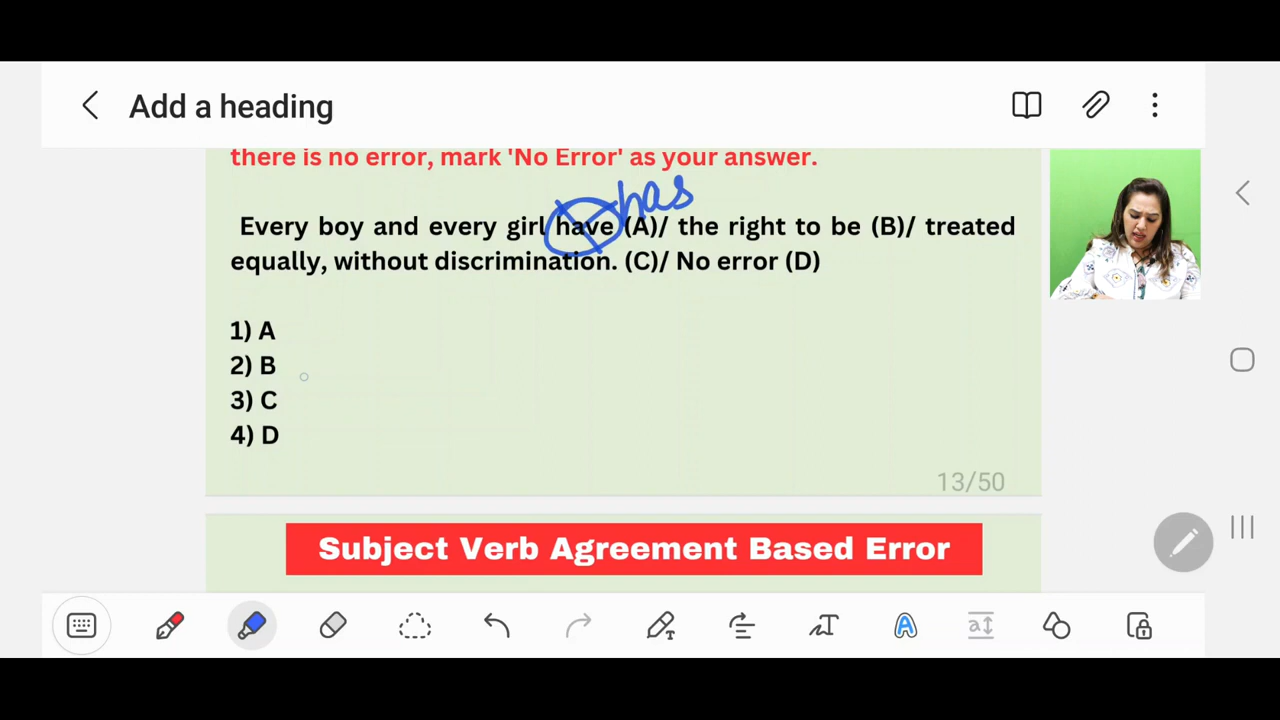 Add a heading
there is no error, mark 'No Error' as your answer.
has
Every boy and every girl have (A)/ the right to be (B)/ treated
equally, without discrimination. (C)/ No error (D)
1) A
2) B
3) C
4) D
13/50
Subject Verb Agreement Based Error